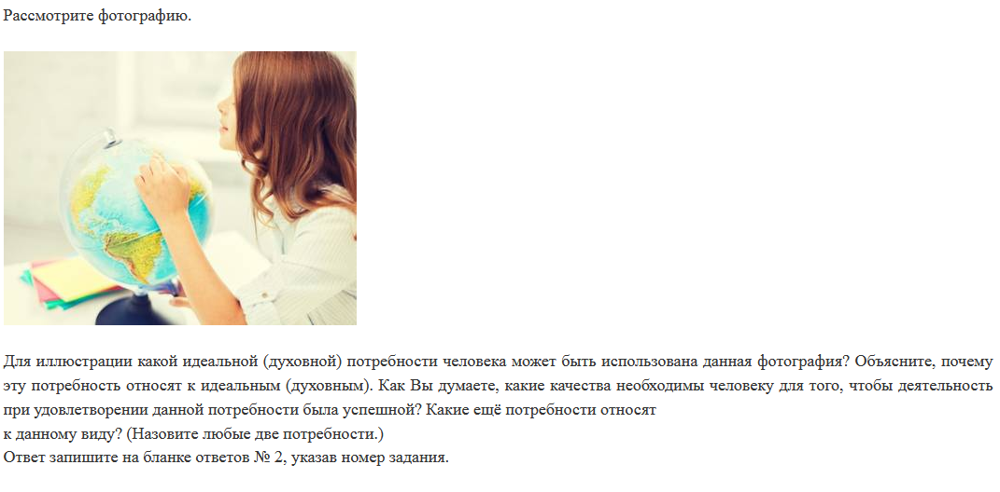 Рассмотрите фотографию.
Для иллюстрации какой идеальной (духовной) потребности человека может быть использована данная фотография? Объясните, почему
эту потребность относят к идеальным (духовным). Как Вы думаете, какие качества необходимы человеку для того, чтобы деятельность
при удовлетворении данной потребности была успешной? Какие ещё потребности относят
к данному виду? (Назовите любые две потребности.)
Ответ запишите на бланке ответов № 2, указав номер задания.